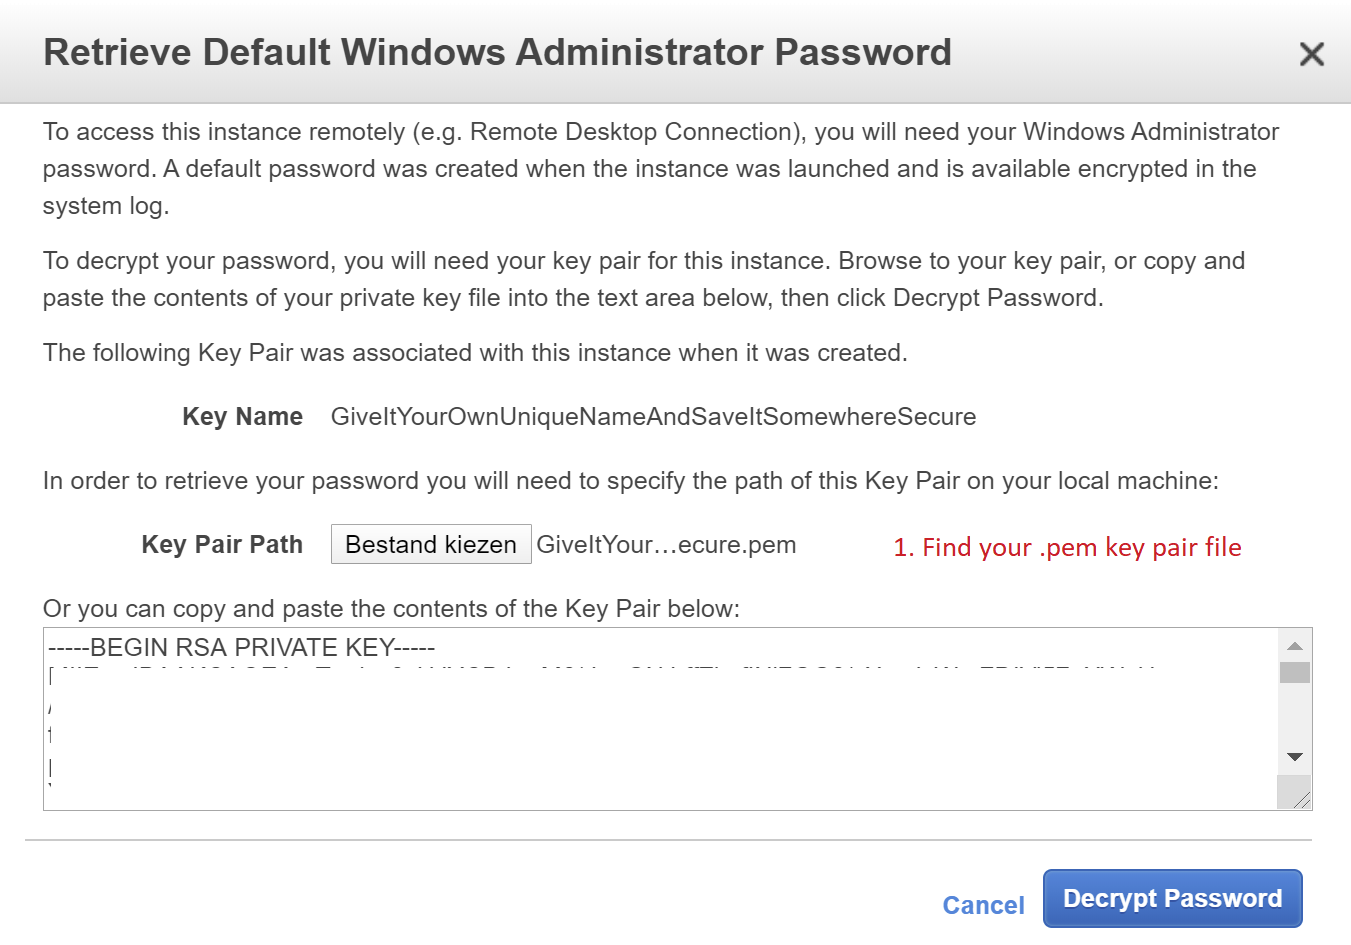 Retrieve Default Windows Administrator Password
To access this instance remotely (e.g. Remote Desktop Connection), you will need your Windows Administrator
password. A default password was created when the instance was launched and is available encrypted in the
system log.
To decrypt your password, you will need your key pair for this instance. Browse to your key pair, or copy and
paste the contents of your private key file into the text area below, then click Decrypt Password.
The following Key Pair was associated with this instance when it was created.
Key Name GiveItYourOwnUniqueNameAndSaveItSomewhereSecure
In order to retrieve your password you will need to specify the path of this Key Pair on your local machine:
Key Pair Path Bestand kiezen GiveItYour…ecure.pem 1. Find your .pem key pair file
Or you can copy and paste the contents of the Key Pair below:
-----BEGIN RSA PRIVATE KEY-----
Cancel Decrypt Password